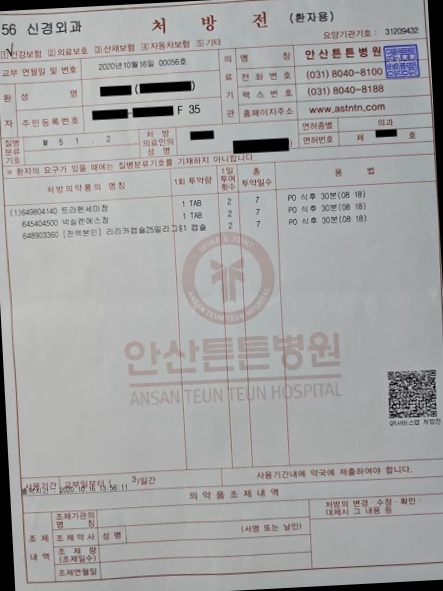 56 신경외과
처 방 전 (환자용)
1 건강보험 2 의료보호 3 산재보험 4 자동차보험 5 기타
요양기관기호 : 31209432
교부 연월일 및 번호 2020년10월16일 00056호
의료기관
명 칭 안산튼튼병원
전화번호 (031) 8040-8100
팩스번호 (031) 8040-8188
홈페이지주소 www.astntn.com
환자
성 명
주민등록번호 F 35
질병분류기호 M 5 1 2
처방의료인의 성명
면허종별 의과
면허번호 제 호
※ 환자의 요구가 있을 때에는 질병분류기호를 기재하지 아니합니다.
처방의약품의 명칭 1회 투약량 1일 투여횟수 총 투약일수 용 법
(1)649804140 트라펜세미정 1 TAB 2 7 PO 식후 30분(08 18)
645404500 넥실린에스정 1 TAB 2 7 PO 식후 30분(08 18)
648903360 리리카캡슐25밀리그 1 캡슐 2 7 PO 식후 30분(08 18)
SPINE & JOINT
ANSAN TEUNTEUN HOSPITAL
안산튼튼병원
ANSAN TEUN TEUN HOSPITAL
QR서비스앱 처방전
사용기간 교부일부터 ( 3)일간 사용기간내에 약국에 제출하여야 합니다.
출력시간 : 2020.10.16 13:56:11
의 약 품 조 제 내 역
조제내역
조제기관의 명칭
처방의 변경·수정·확인·대체시 그 내용 등
조제약사 성 명 (서명 또는 날인)
조제량 (조제일수)
조제연월일